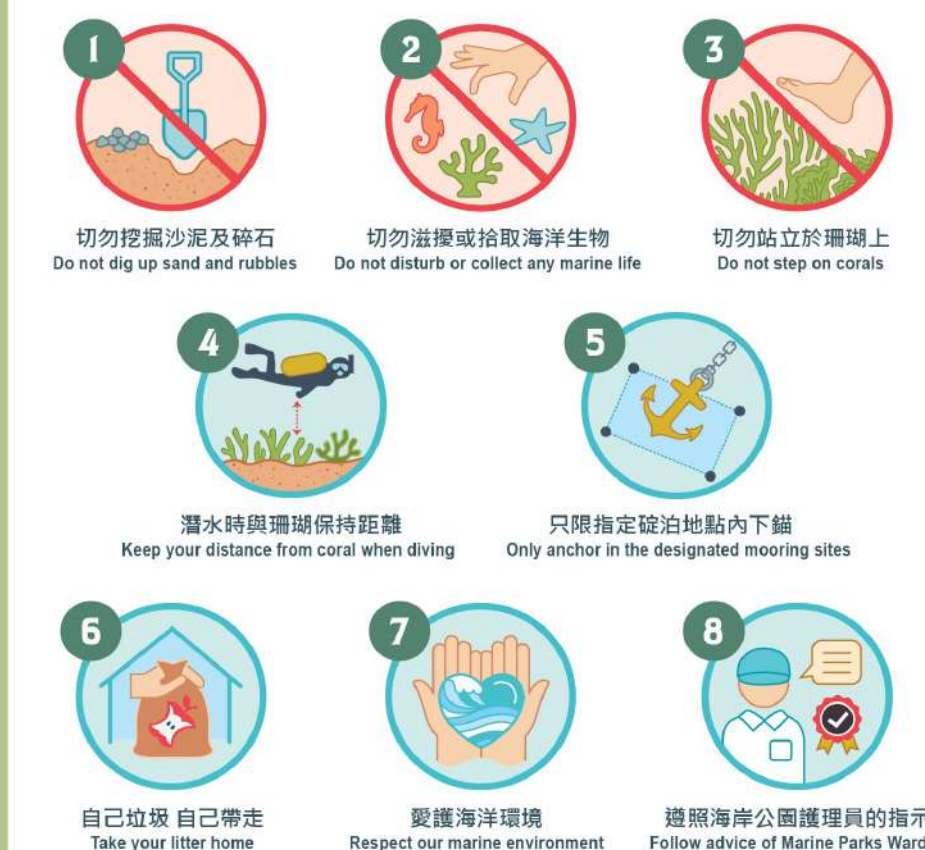 1
2
3
切勿挖掘沙泥及碎石
Do not dig up sand and rubbles
切勿滋擾或拾取海洋生物
Do not disturb or collect any marine life
切勿站立於珊瑚上
Do not step on corals
4
5
潛水時與珊瑚保持距離
Keep your distance from coral when diving
只限指定碇泊地點內下錨
Only anchor in the designated mooring sites
6
7
8
自己垃圾 自己帶走
Take your litter home
愛護海洋環境
Respect our marine environment
遵照海岸公園護理員的指示
Follow advice of Marine Parks Ward